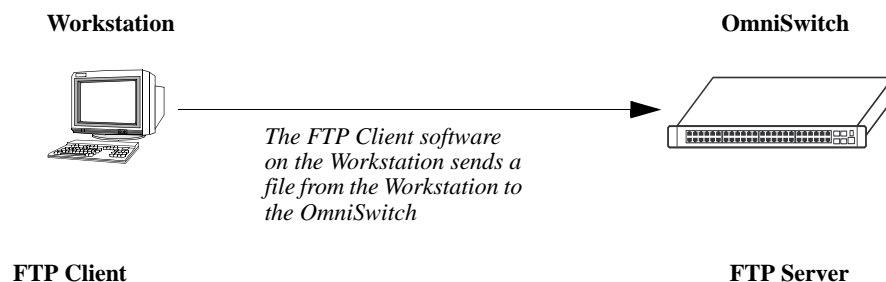 Workstation
OmniSwitch
The FTP Client software
on the Workstation sends a
file from the Workstation to
the OmniSwitch
FTP Client
FTP Server